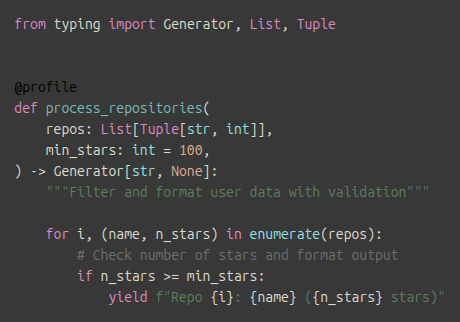 from typing import Generator, List, Tuple
@profile
def process_repositories(
    repos: List[Tuple[str, int]],
    min_stars: int = 100,
) -> Generator[str, None]:
    """Filter and format user data with validation"""
    for i, (name, n_stars) in enumerate(repos):
        # Check number of stars and format output
        if n_stars >= min_stars:
            yield f"Repo {i}: {name} ({n_stars} stars)"